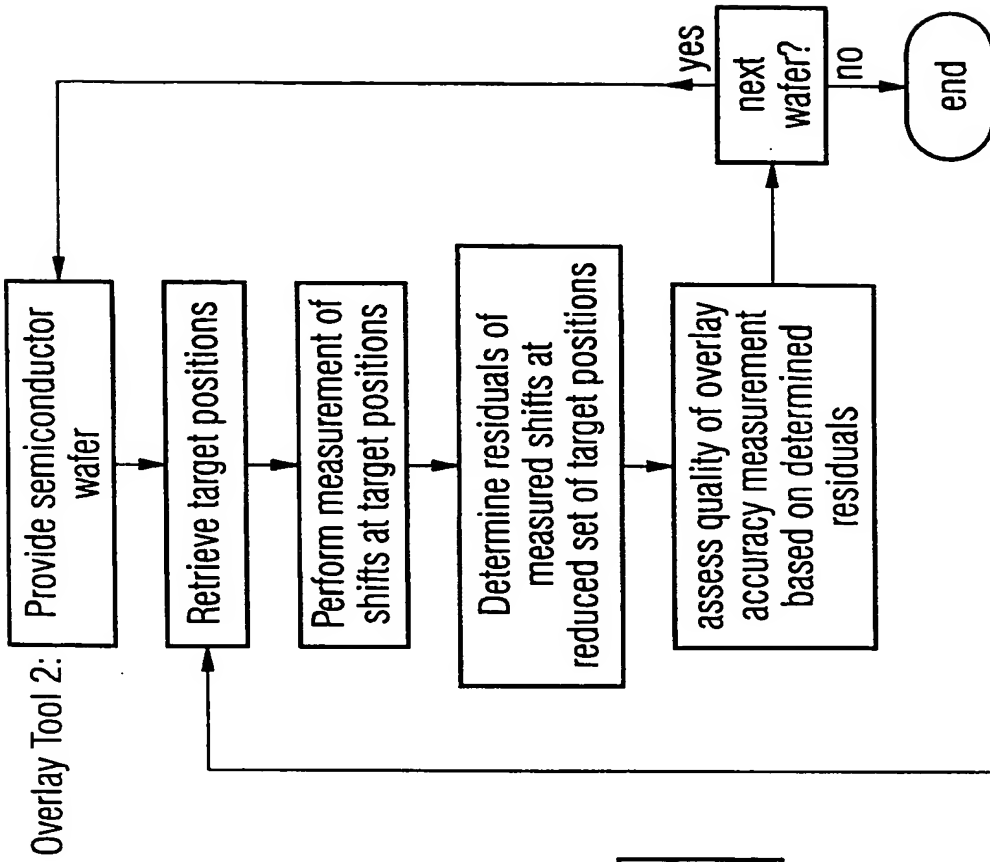 Overlay Tool 2:
Provide semiconductor
wafer
Retrieve target positions
Perform measurement of
shifts at target positions
Determine residuals of
measured shifts at
reduced set of target positions
assess quality of overlay
accuracy measurement
based on determined
residuals
next
wafer?
yes
no
end